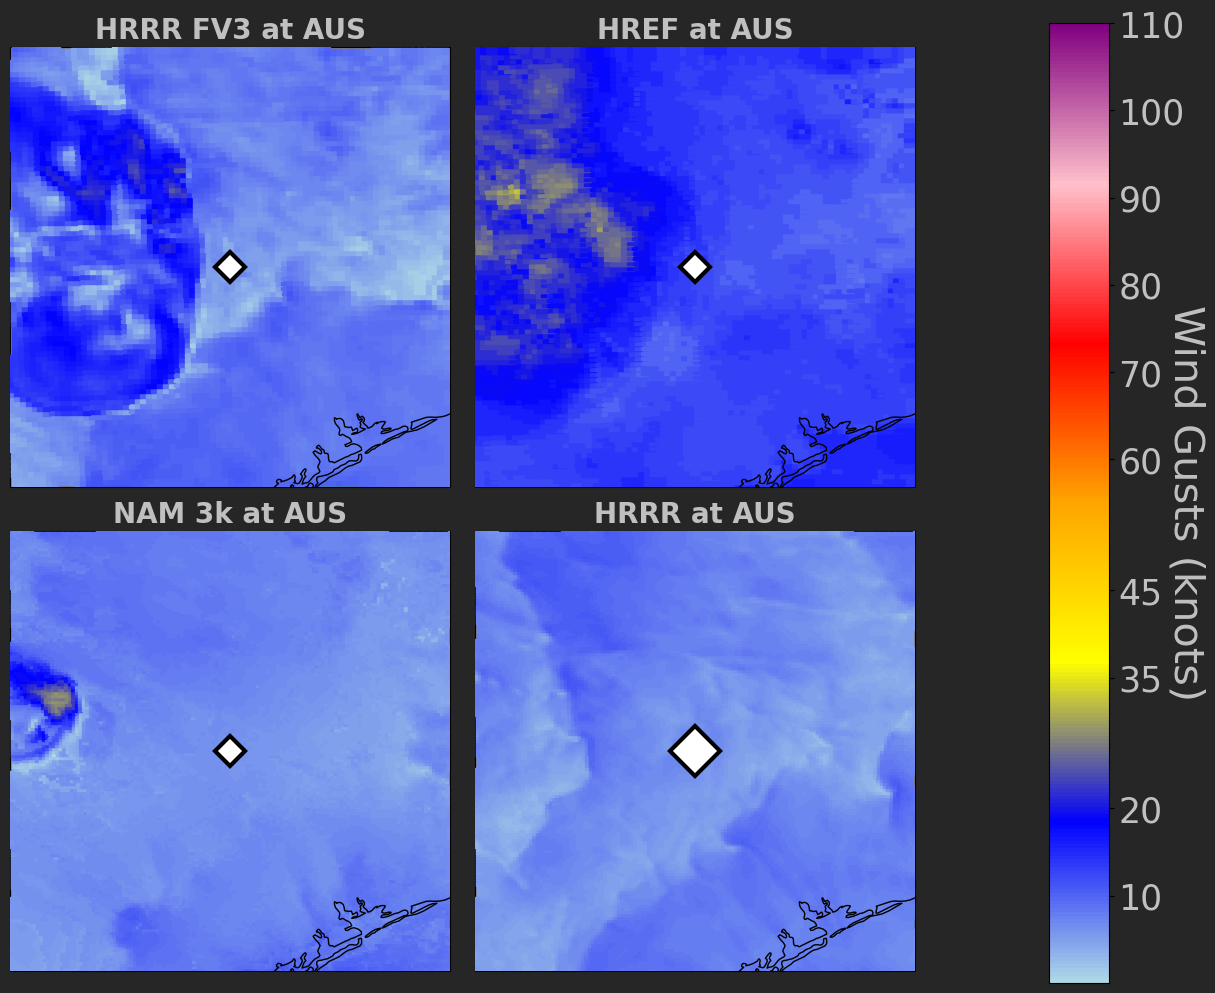 HRRR FV3 at AUS
HREF at AUS
NAM 3k at AUS
HRRR at AUS
110
100
90
80
70
60
45
35
20
10
Wind Gusts (knots)